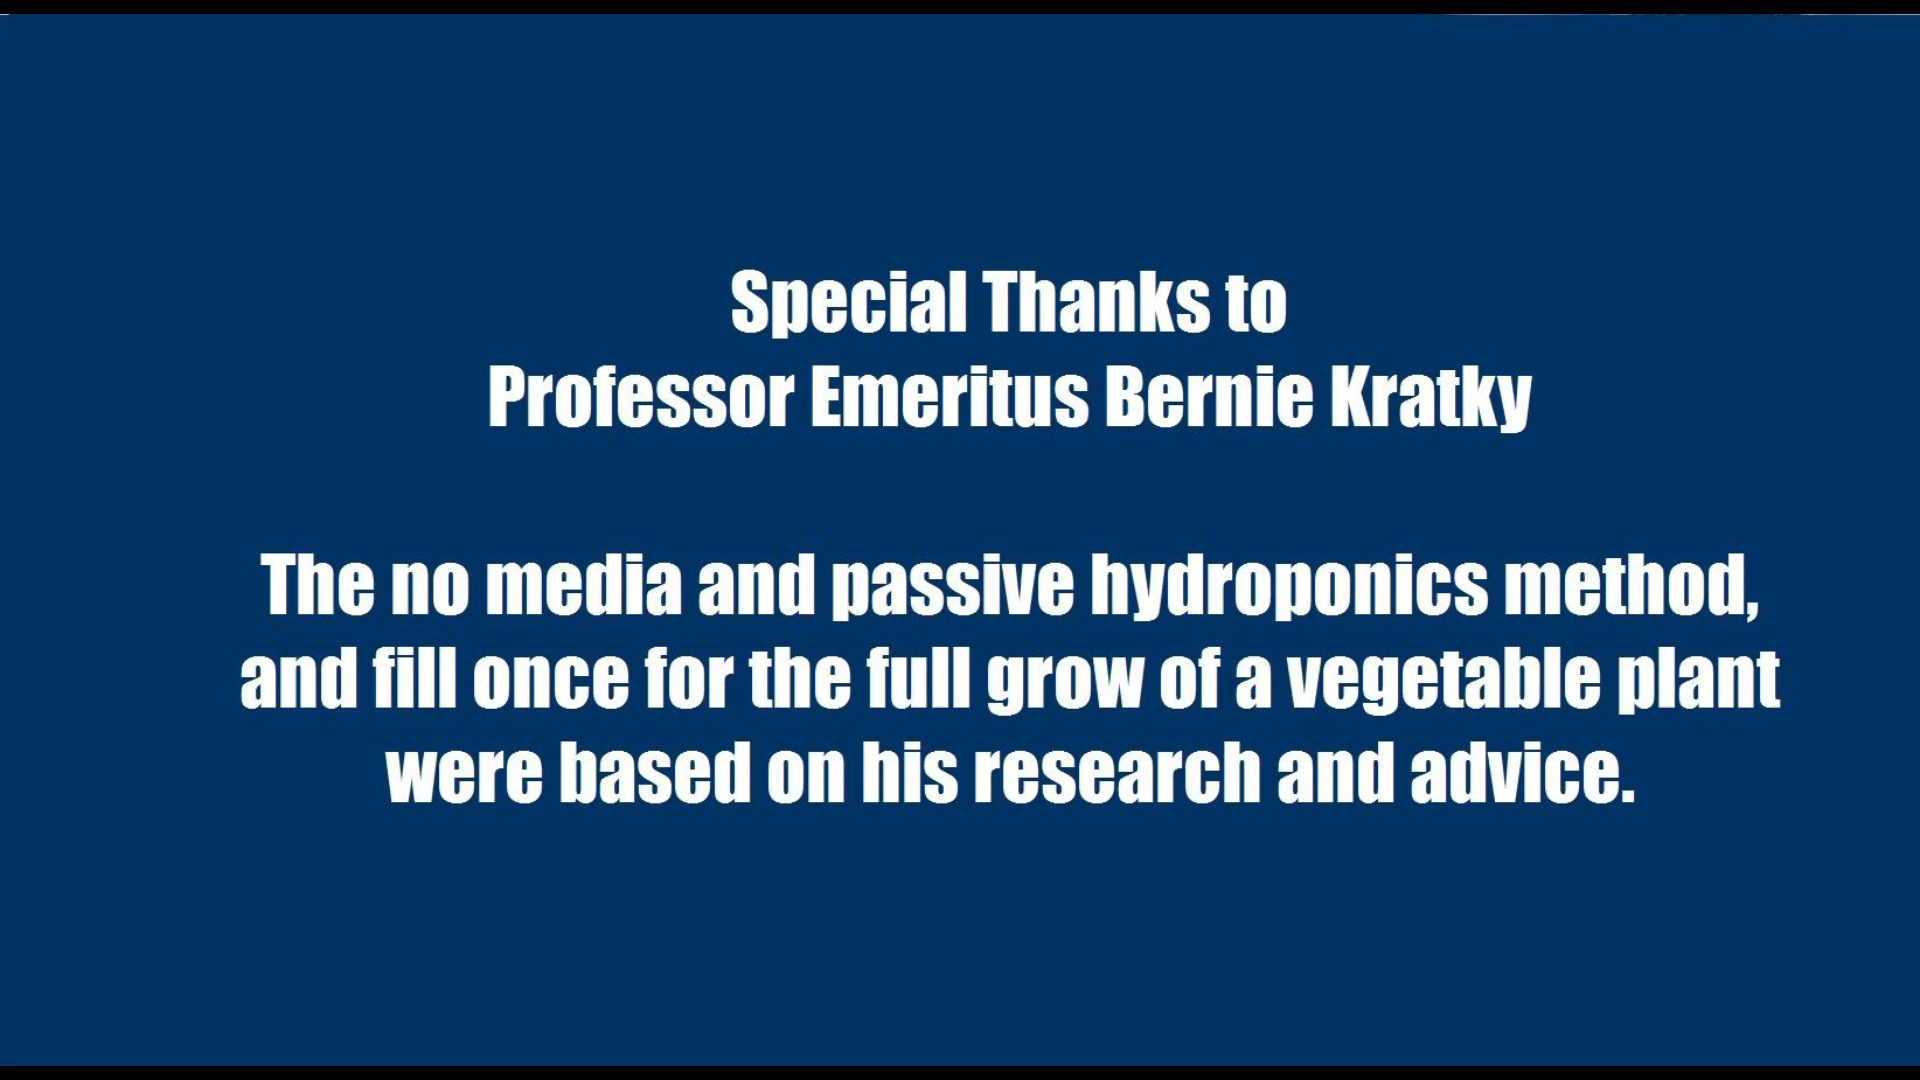 Special Thanks to
Professor Emeritus Bernie Kratky
The no media and passive hydroponics method,
and fill once for the full grow of a vegetable plant
were based on his research and advice.